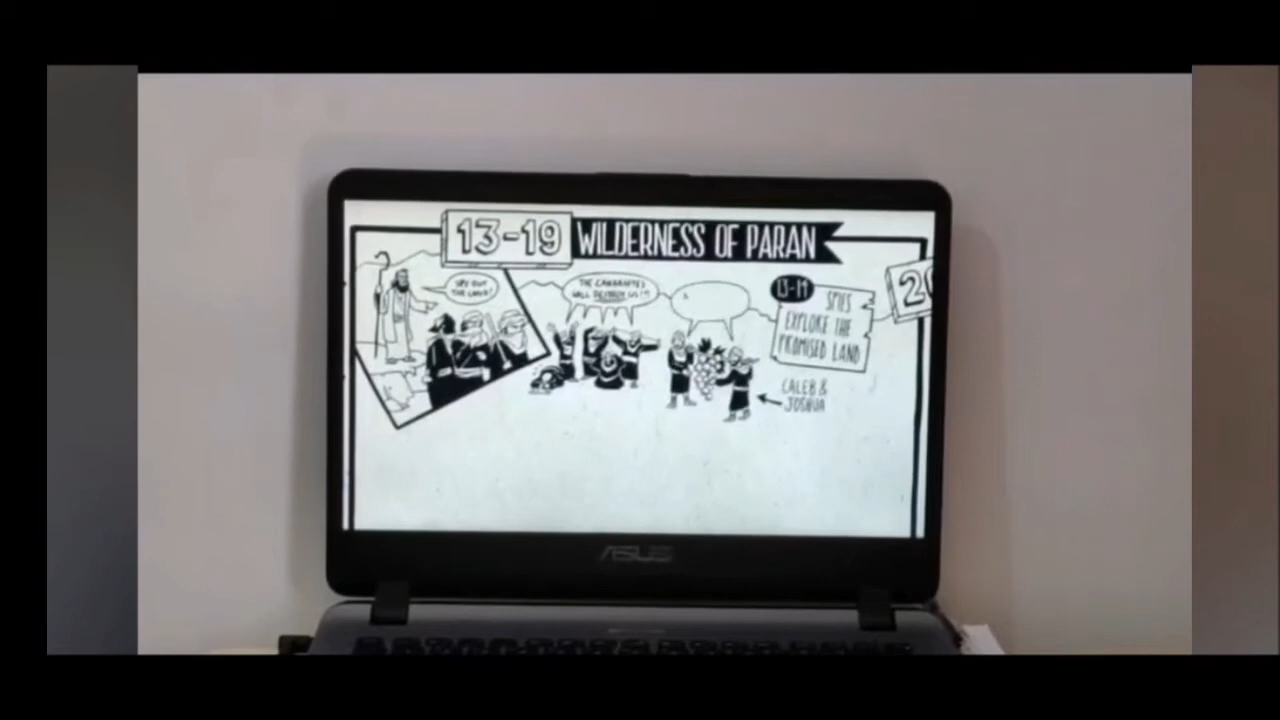 13-19 WILDERNESS OF PARAN
20
SPY OUT
THE LAND!
THE CANAANITES
WILL DESTROY US!!
13-14
SPIES
EXPLORE THE
PROMISED LAND
CALEB &
JOSHUA
ASUS